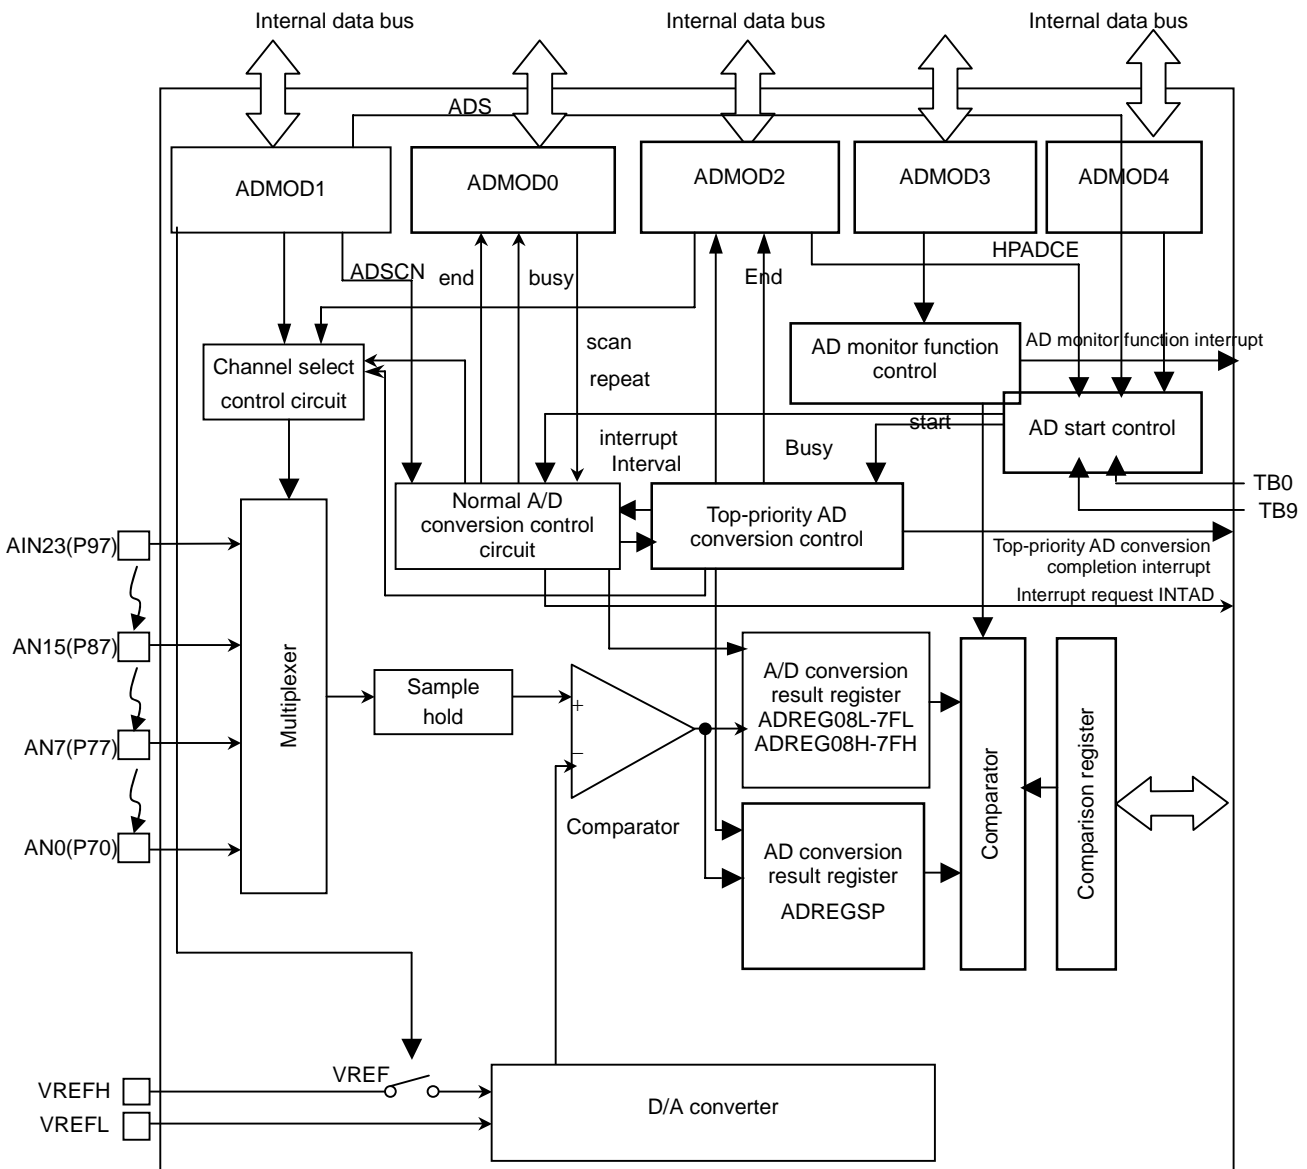 Internal data bus
Internal data bus
Internal data bus
ADS
ADMOD1
ADMOD0
ADMOD2
ADMOD3
ADMOD4
ADSCN
end
busy
End
HPADCE
scan
repeat
Channel select
control circuit
AD monitor function
control
AD monitor function interrupt
start
AD start control
interrupt
Interval
Busy
TB0
TB9
Normal A/D
conversion control
circuit
Top-priority AD
conversion control
Top-priority AD conversion
completion interrupt
Interrupt request INTAD
AIN23(P97)
AN15(P87)
AN7(P77)
AN0(P70)
Multiplexer
Sample
hold
+
−
Comparator
A/D conversion
result register
ADREG08L-7FL
ADREG08H-7FH
AD conversion
result register
ADREGSP
Comparator
Comparison register
VREFH
VREFL
VREF
D/A converter